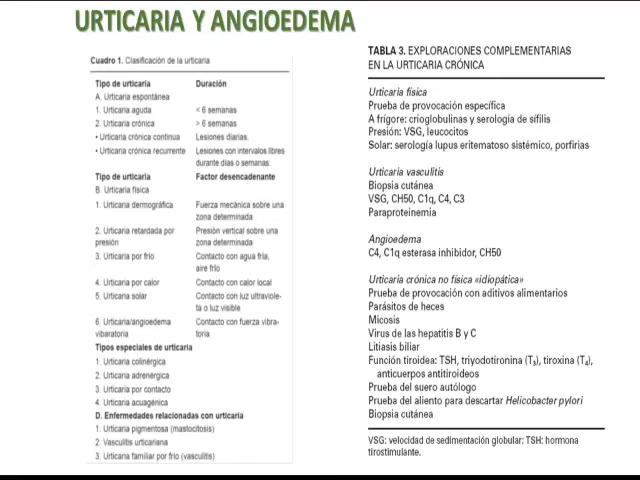 URTICARIA Y ANGIOEDEMA
Cuadro 1. Clasificación de la urticaria
Tipo de urticaria Duración
A. Urticaria espontánea
1. Urticaria aguda < 6 semanas
2. Urticaria crónica > 6 semanas
• Urticaria crónica continua Lesiones diarias.
• Urticaria crónica recurrente Lesiones con intervalos libres
durante días o semanas.
Tipo de urticaria Factor desencadenante
B. Urticaria física
1. Urticaria dermográfica Fuerza mecánica sobre una
zona determinada
2. Urticaria retardada por Presión vertical sobre una
presión zona determinada
3. Urticaria por frío Contacto con agua fría,
aire frío
4. Urticaria por calor Contacto con calor local
5. Urticaria solar Contacto con luz ultraviole-
ta o luz visible
6. Urticaria/angioedema Contacto con fuerza vibra-
vibaratoria toria
Tipos especiales de urticaria
1. Urticaria colinérgica
2. Urticaria adrenérgica
3. Urticaria por contacto
4. Urticaria acuagénica
D. Enfermedades relacionadas con urticaria
1. Urticaria pigmentosa (mastocitosis)
2. Vasculitis urticariana
3. Urticaria familiar por frío (vasculitis)
TABLA 3. EXPLORACIONES COMPLEMENTARIAS
EN LA URTICARIA CRÓNICA
Urticaria física
Prueba de provocación específica
A frígore: crioglobulinas y serología de sífilis
Presión: VSG, leucocitos
Solar: serología lupus eritematoso sistémico, porfirias
Urticaria vasculitis
Biopsia cutánea
VSG, CH50, C1q, C4, C3
Paraproteinemia
Angioedema
C4, C1q esterasa inhibidor, CH50
Urticaria crónica no física «idiopática»
Prueba de provocación con aditivos alimentarios
Parásitos de heces
Micosis
Virus de las hepatitis B y C
Litiasis biliar
Función tiroidea: TSH, triyodotironina (T₃), tiroxina (T₄),
anticuerpos antitiroideos
Prueba del suero autólogo
Prueba del aliento para descartar Helicobacter pylori
Biopsia cutánea
VSG: velocidad de sedimentación globular; TSH: hormona
tirostimulante.